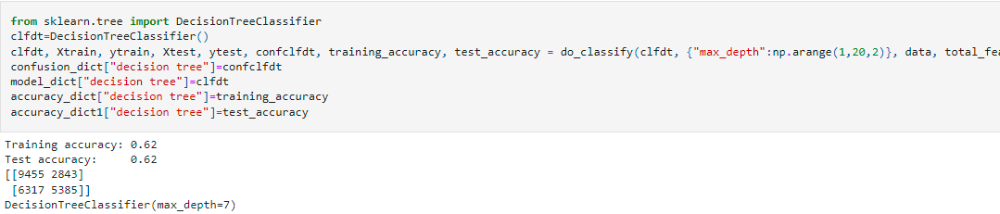 from sklearn.tree import DecisionTreeClassifier
clfdt=DecisionTreeClassifier()
clfdt, Xtrain, ytrain, Xtest, ytest, confclfdt, training_accuracy, test_accuracy = do_classify(clfdt, {"max_depth":np.arange(1,20,2)}, data, total_fea
confusion_dict["decision tree"]=confclfdt
model_dict["decision tree"]=clfdt
accuracy_dict["decision tree"]=training_accuracy
accuracy_dict1["decision tree"]=test_accuracy
Training accuracy: 0.62
Test accuracy:     0.62
[[9455 2843]
 [6317 5385]]
DecisionTreeClassifier(max_depth=7)